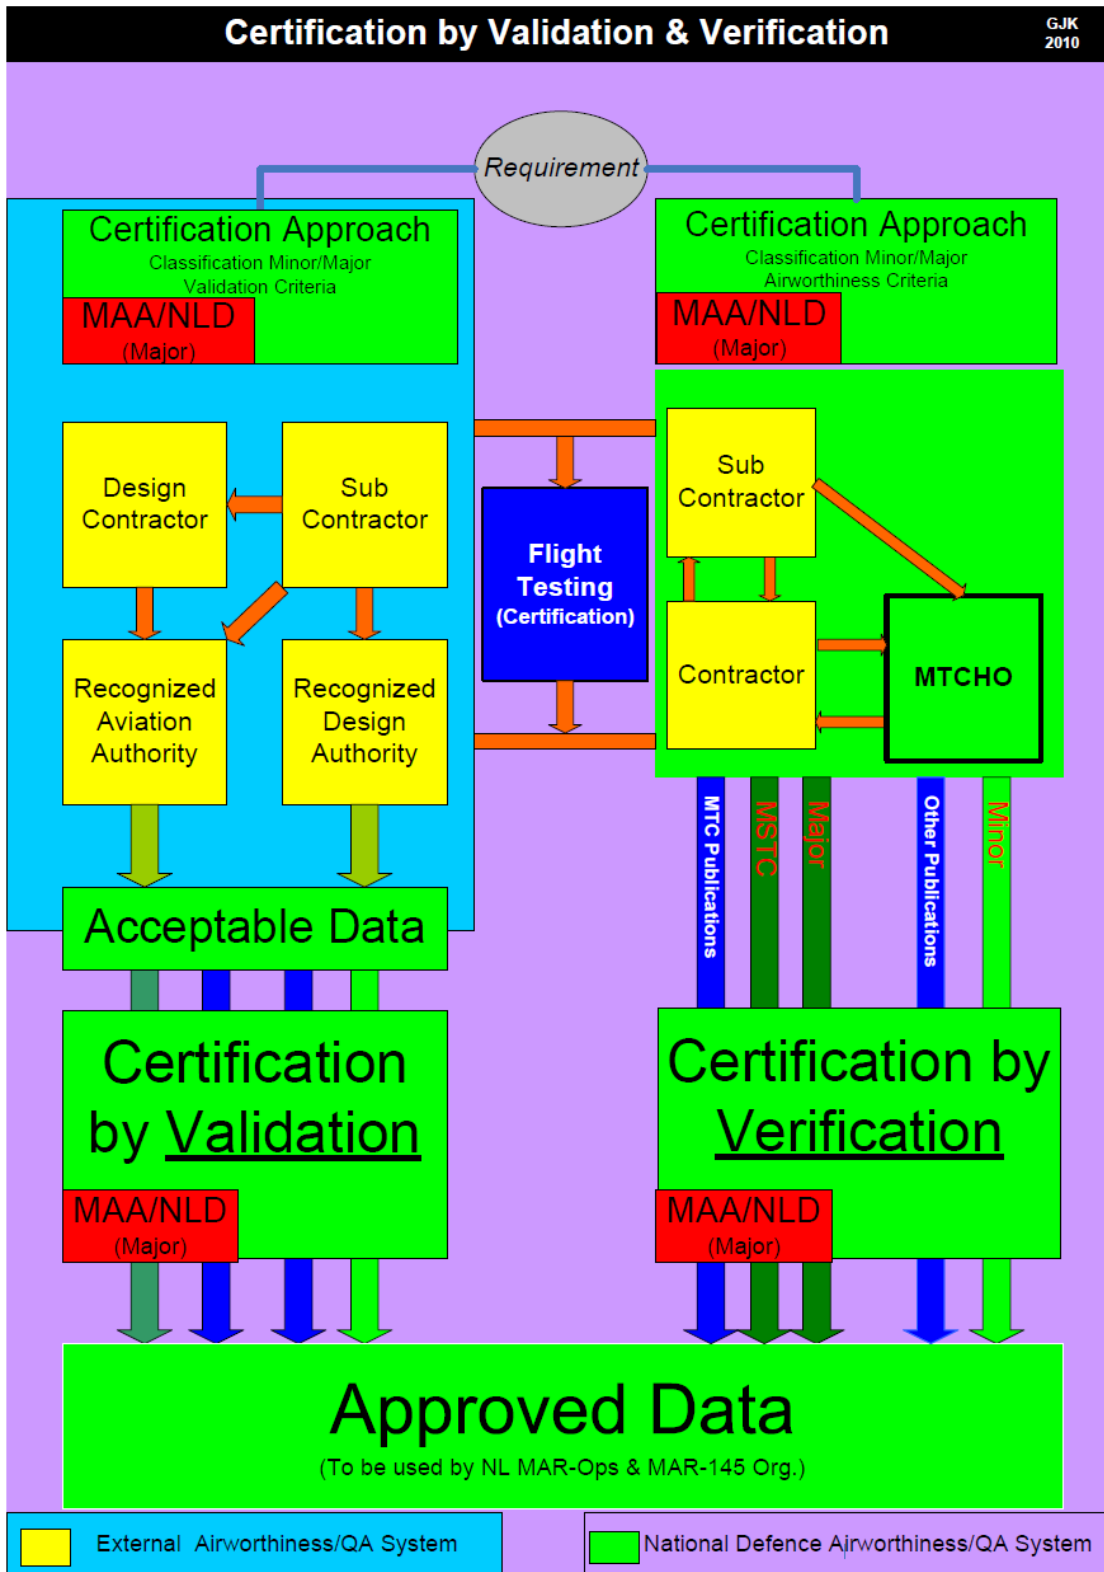 Certification by Validation & Verification
GJK
2010
Requirement
Certification Approach
Classification Minor/Major
Validation Criteria
MAA/NLD
(Major)
Certification Approach
Classification Minor/Major
Airworthiness Criteria
MAA/NLD
(Major)
Design
Contractor
Sub
Contractor
Recognized
Aviation
Authority
Recognized
Design
Authority
Flight
Testing
(Certification)
Sub
Contractor
Contractor
MTCHO
MTC Publications
MSTC
Major
Other Publications
Minor
Acceptable Data
Certification
by Validation
MAA/NLD
(Major)
Certification by
Verification
MAA/NLD
(Major)
Approved Data
(To be used by NL MAR-Ops & MAR-145 Org.)
External Airworthiness/QA System
National Defence Airworthiness/QA System